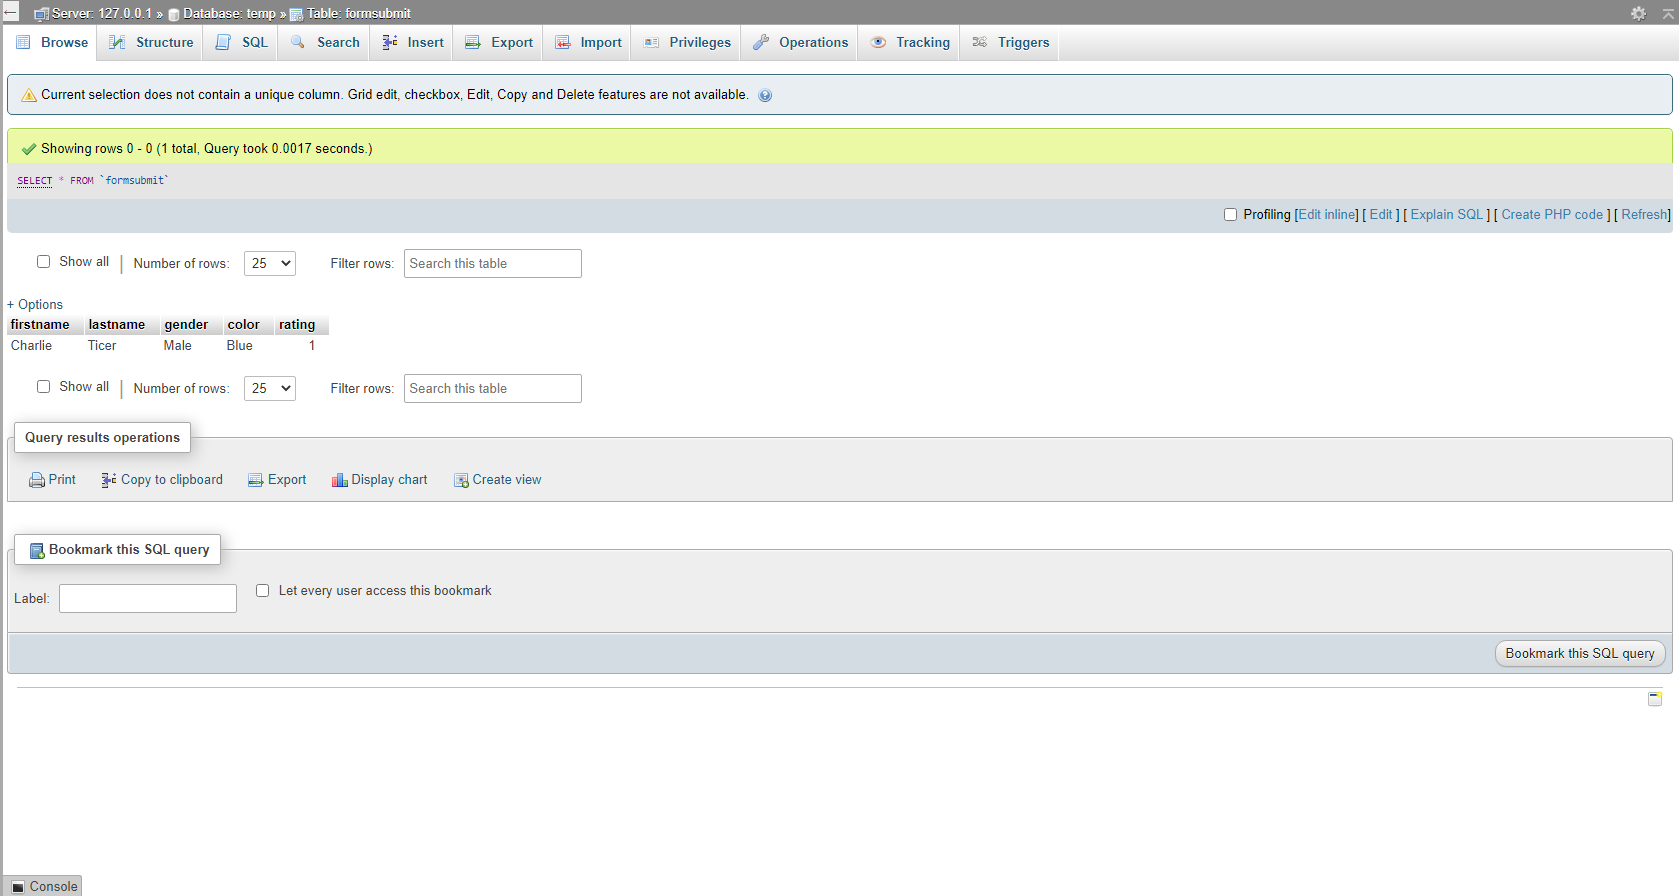 Server: 127.0.0.1 » Database: temp » Table: formsubmit
Browse Structure SQL Search Insert Export Import Privileges Operations Tracking Triggers
Current selection does not contain a unique column. Grid edit, checkbox, Edit, Copy and Delete features are not available.
Showing rows 0 - 0 (1 total, Query took 0.0017 seconds.)
SELECT * FROM `formsubmit`
Profiling [Edit inline] [ Edit ] [ Explain SQL ] [ Create PHP code ] [ Refresh]
Show all | Number of rows: 25 Filter rows: Search this table
+ Options
firstname lastname gender color rating
Charlie Ticer Male Blue 1
Show all | Number of rows: 25 Filter rows: Search this table
Query results operations
Print Copy to clipboard Export Display chart Create view
Bookmark this SQL query
Label: Let every user access this bookmark
Bookmark this SQL query
Console